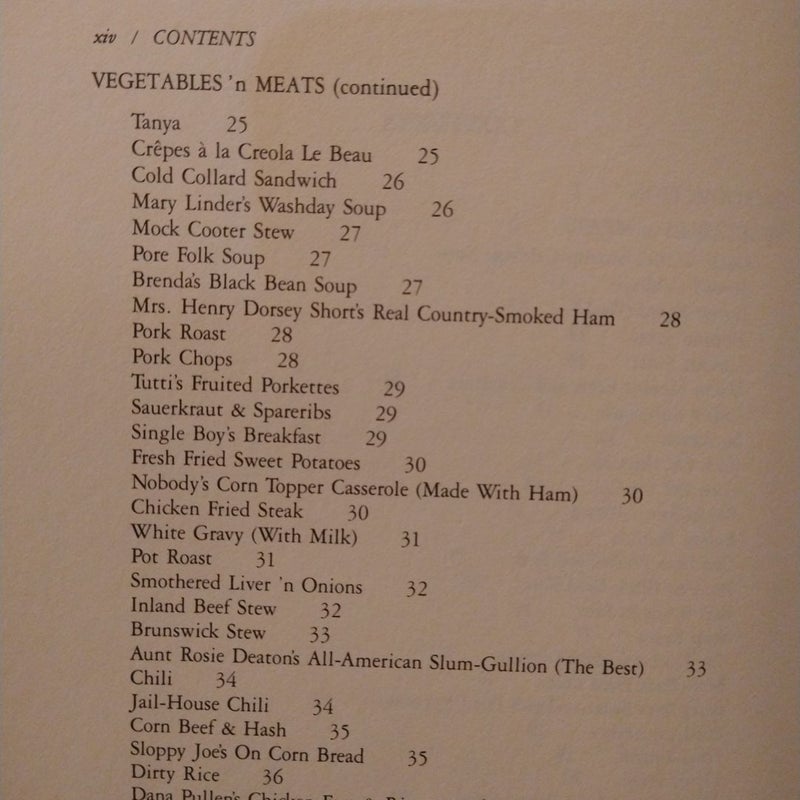 xiv / CONTENTS
VEGETABLES 'n MEATS (continued)
Tanya 25
Crêpes à la Creola Le Beau 25
Cold Collard Sandwich 26
Mary Linder's Washday Soup 26
Mock Cooter Stew 27
Pore Folk Soup 27
Brenda's Black Bean Soup 27
Mrs. Henry Dorsey Short's Real Country-Smoked Ham 28
Pork Roast 28
Pork Chops 28
Tutti's Fruited Porkettes 29
Sauerkraut & Spareribs 29
Single Boy's Breakfast 29
Fresh Fried Sweet Potatoes 30
Nobody's Corn Topper Casserole (Made With Ham) 30
Chicken Fried Steak 30
White Gravy (With Milk) 31
Pot Roast 31
Smothered Liver 'n Onions 32
Inland Beef Stew 32
Brunswick Stew 33
Aunt Rosie Deaton's All-American Slum-Gullion (The Best) 33
Chili 34
Jail-House Chili 34
Corn Beef & Hash 35
Sloppy Joe's On Corn Bread 35
Dirty Rice 36
Dana Pullen's Chicken